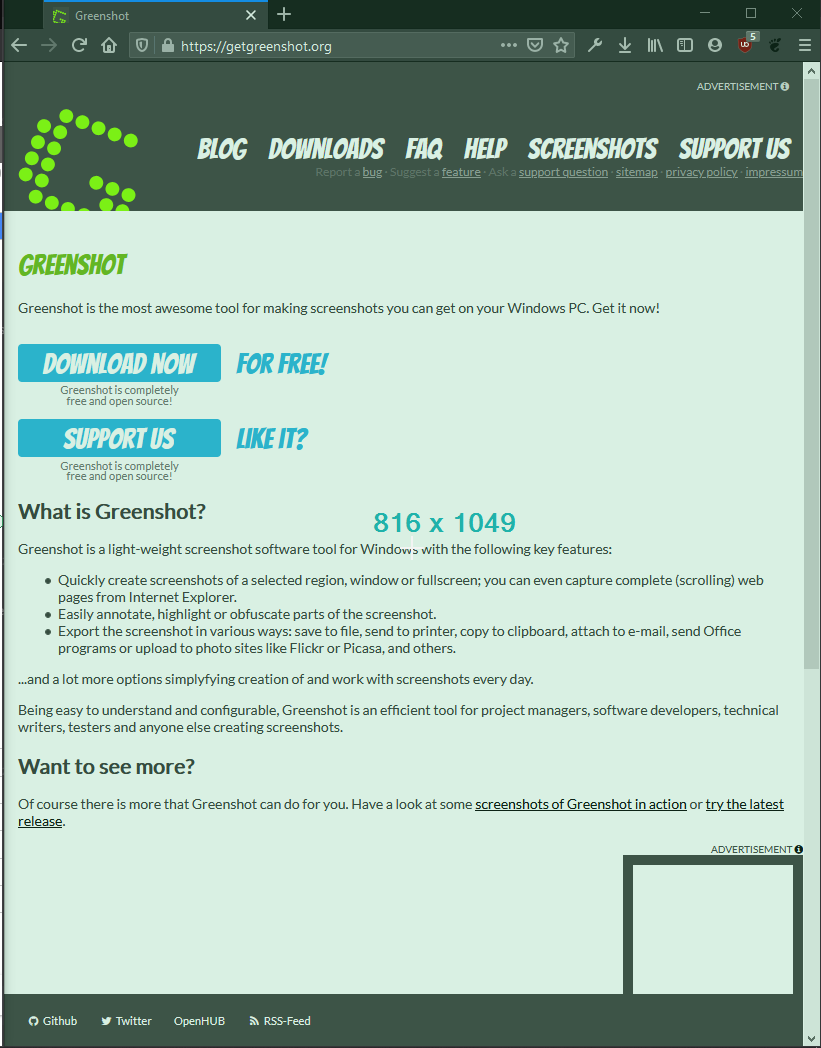 Greenshot
https://getgreenshot.org
5
ADVERTISEMENT
BLOG DOWNLOADS FAQ HELP SCREENSHOTS SUPPORT US
Report a bug · Suggest a feature · Ask a support question · sitemap · privacy policy · impressum
GREENSHOT
Greenshot is the most awesome tool for making screenshots you can get on your Windows PC. Get it now!
DOWNLOAD NOW FOR FREE!
Greenshot is completely
free and open source!
SUPPORT US LIKE IT?
Greenshot is completely
free and open source!
What is Greenshot?
816 x 1049
Greenshot is a light-weight screenshot software tool for Windows with the following key features:
• Quickly create screenshots of a selected region, window or fullscreen; you can even capture complete (scrolling) web
pages from Internet Explorer.
• Easily annotate, highlight or obfuscate parts of the screenshot.
• Export the screenshot in various ways: save to file, send to printer, copy to clipboard, attach to e-mail, send Office
programs or upload to photo sites like Flickr or Picasa, and others.
...and a lot more options simplyfying creation of and work with screenshots every day.
Being easy to understand and configurable, Greenshot is an efficient tool for project managers, software developers, technical
writers, testers and anyone else creating screenshots.
Want to see more?
Of course there is more that Greenshot can do for you. Have a look at some screenshots of Greenshot in action or try the latest
release.
ADVERTISEMENT
Github Twitter OpenHUB RSS-Feed